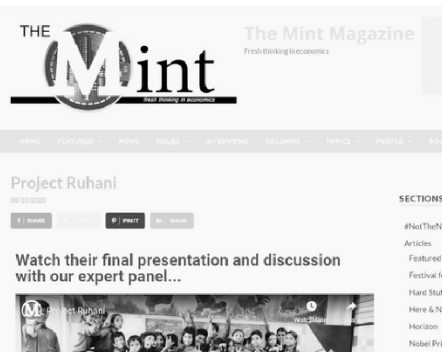 THE
Mint
fresh thinking in economics
The Mint Magazine
Fresh thinking in economics
HOME FEATURED NEWS ISSUES INTERVIEWS COLUMNS TOPICS PEOPLE
Project Ruhani
08/10/2020
SHARE PIN IT SHARE
Watch their final presentation and discussion
with our expert panel...
Project Ruhani
Watch later
SECTIONS
#NotTheN
Articles
Featured
Festival f
Hard Stuf
Here & N
Horizon
Nobel Pri